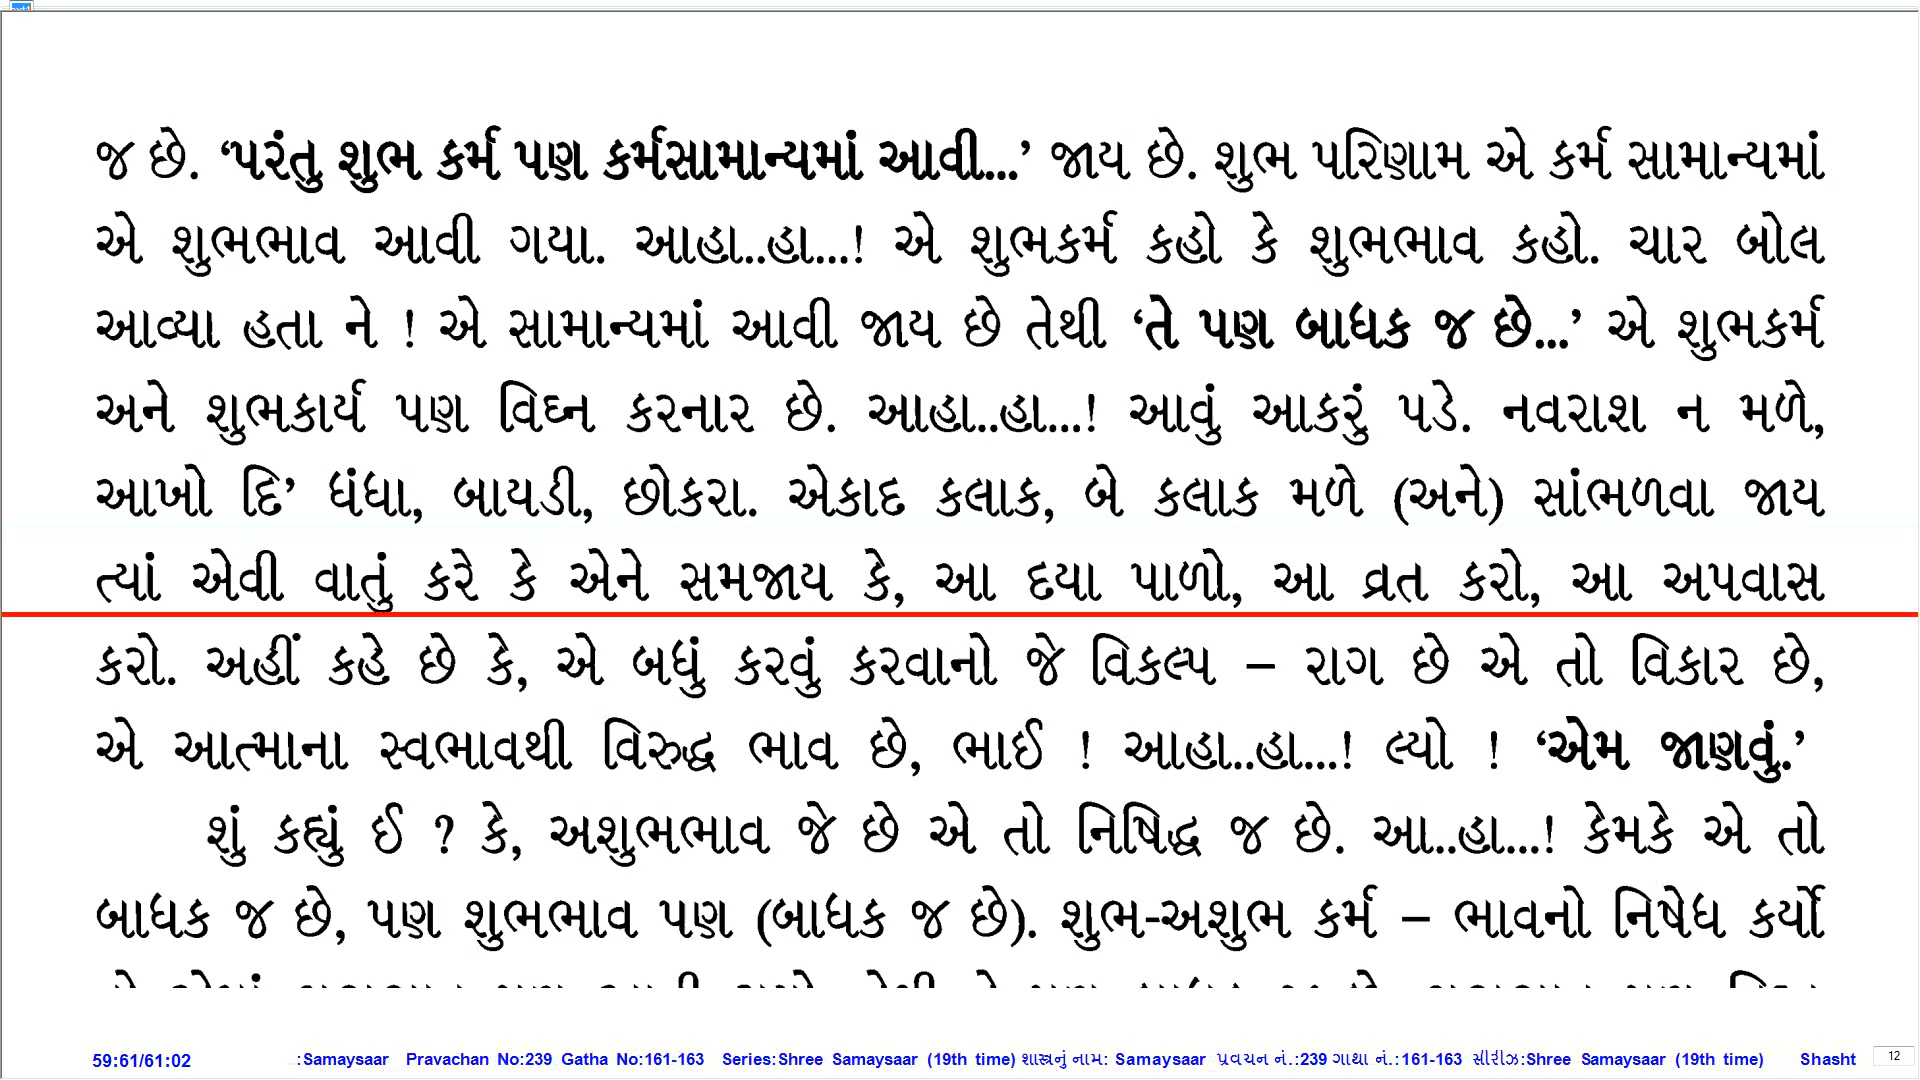 જ છે. ‘પરંતુ શુભ કર્મ પણ કર્મસામાન્યમાં આવી...’ જાય છે. શુભ પરિણામ એ કર્મ સામાન્યમાં
એ શુભભાવ આવી ગયા. આહા..હા...! એ શુભકર્મ કહો કે શુભભાવ કહો. ચાર બોલ
આવ્યા હતા ને ! એ સામાન્યમાં આવી જાય છે તેથી ‘તે પણ બાધક જ છે...’ એ શુભકર્મ
અને શુભકાર્ય પણ વિઘ્ન કરનાર છે. આહા..હા...! આવું આકરું પડે. નવરાશ ન મળે,
આખો દિ’ ધંધા, બાયડી, છોકરા. એકાદ કલાક, બે કલાક મળે (અને) સાંભળવા જાય
ત્યાં એવી વાતું કરે કે એને સમજાય કે, આ દયા પાળો, આ વ્રત કરો, આ અપવાસ
કરો. અહીં કહે છે કે, એ બધું કરવું કરવાનો જે વિકલ્પ – રાગ છે એ તો વિકાર છે,
એ આત્માના સ્વભાવથી વિરુદ્ધ ભાવ છે, ભાઈ ! આહા..હા...! લ્યો ! ‘એમ જાણવું.’
શું કહ્યું ઈ ? કે, અશુભભાવ જે છે એ તો નિષિદ્ધ જ છે. આ..હા...! કેમકે એ તો
બાધક જ છે, પણ શુભભાવ પણ (બાધક જ છે). શુભ-અશુભ કર્મ – ભાવનો નિષેધ કર્યો
59:61/61:02 :Samaysaar Pravachan No:239 Gatha No:161-163 Series:Shree Samaysaar (19th time) શાસ્ત્રનું નામ: Samaysaar પ્રવચન નં.:239 ગાથા નં.:161-163 સીરીઝ:Shree Samaysaar (19th time) Shasht 12